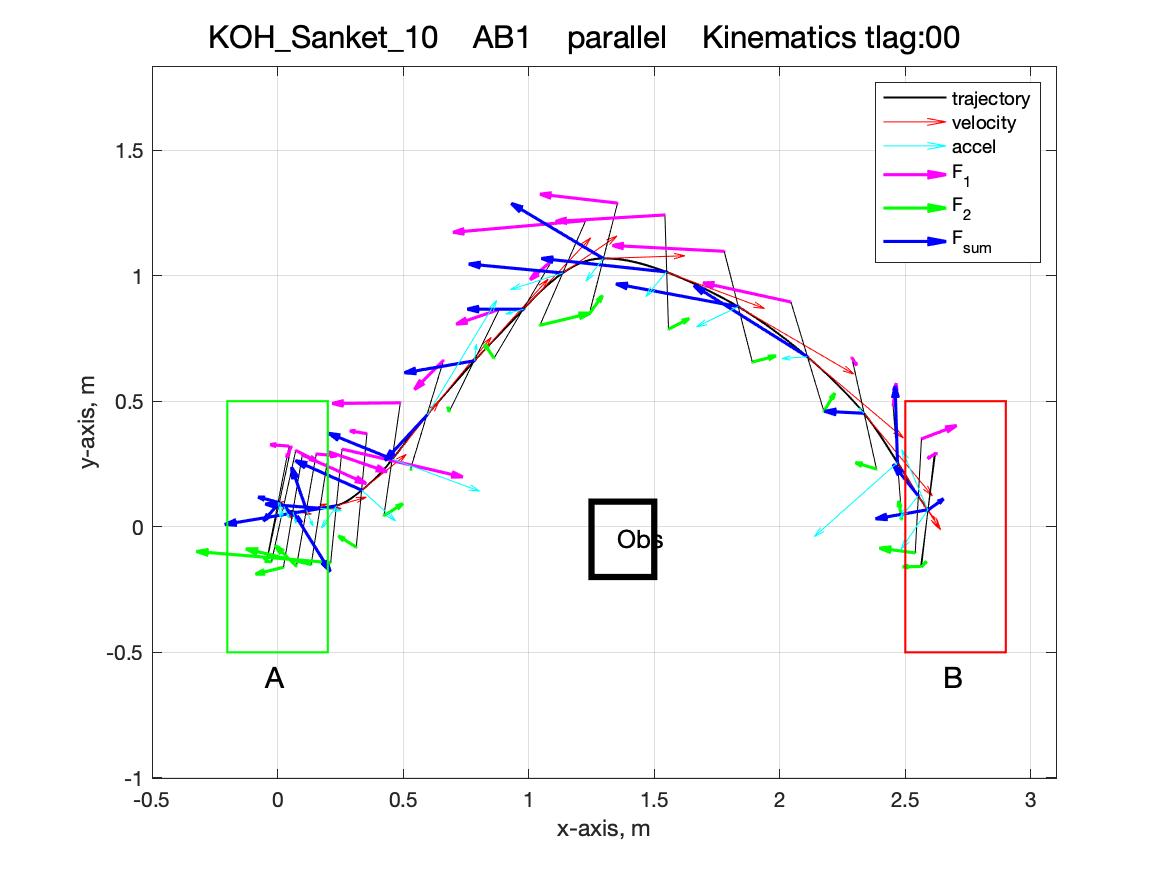 KOH_Sanket_10 AB1 parallel Kinematics tlag:00
trajectory
velocity
accel
F1
F2
Fsum
1.5
1
0.5
0
-0.5
-1
y-axis, m
Obs
A
B
-0.5
0
0.5
1
1.5
2
2.5
3
x-axis, m